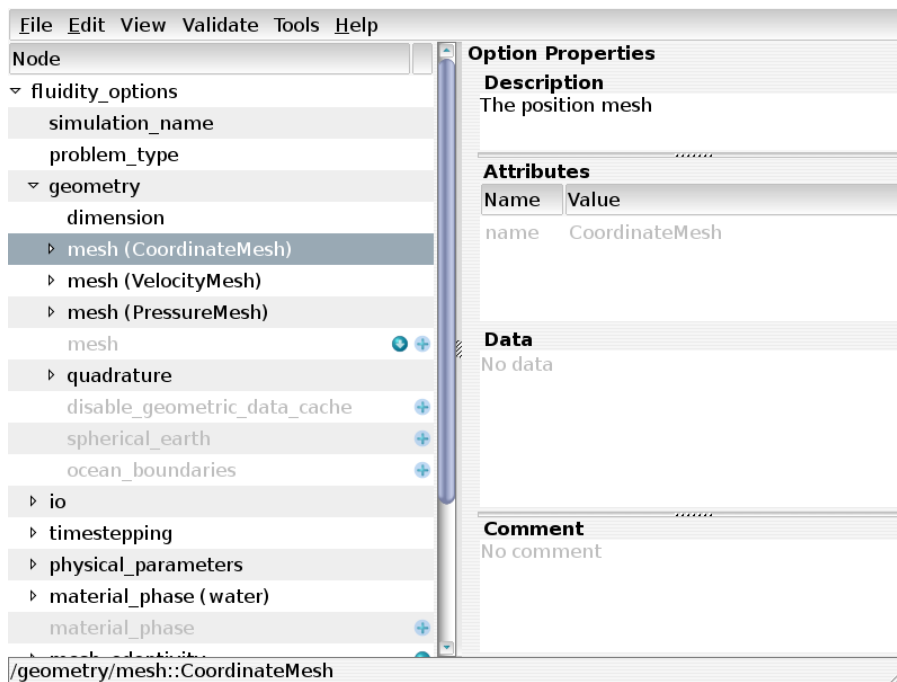 File Edit View Validate Tools Help
Node
fluidity_options
simulation_name
problem_type
geometry
dimension
mesh (CoordinateMesh)
mesh (VelocityMesh)
mesh (PressureMesh)
mesh
quadrature
disable_geometric_data_cache
spherical_earth
ocean_boundaries
io
timestepping
physical_parameters
material_phase (water)
material_phase
mesh_adaptivity
Option Properties
Description
The position mesh
Attributes
Name Value
name CoordinateMesh
Data
No data
Comment
No comment
/geometry/mesh::CoordinateMesh